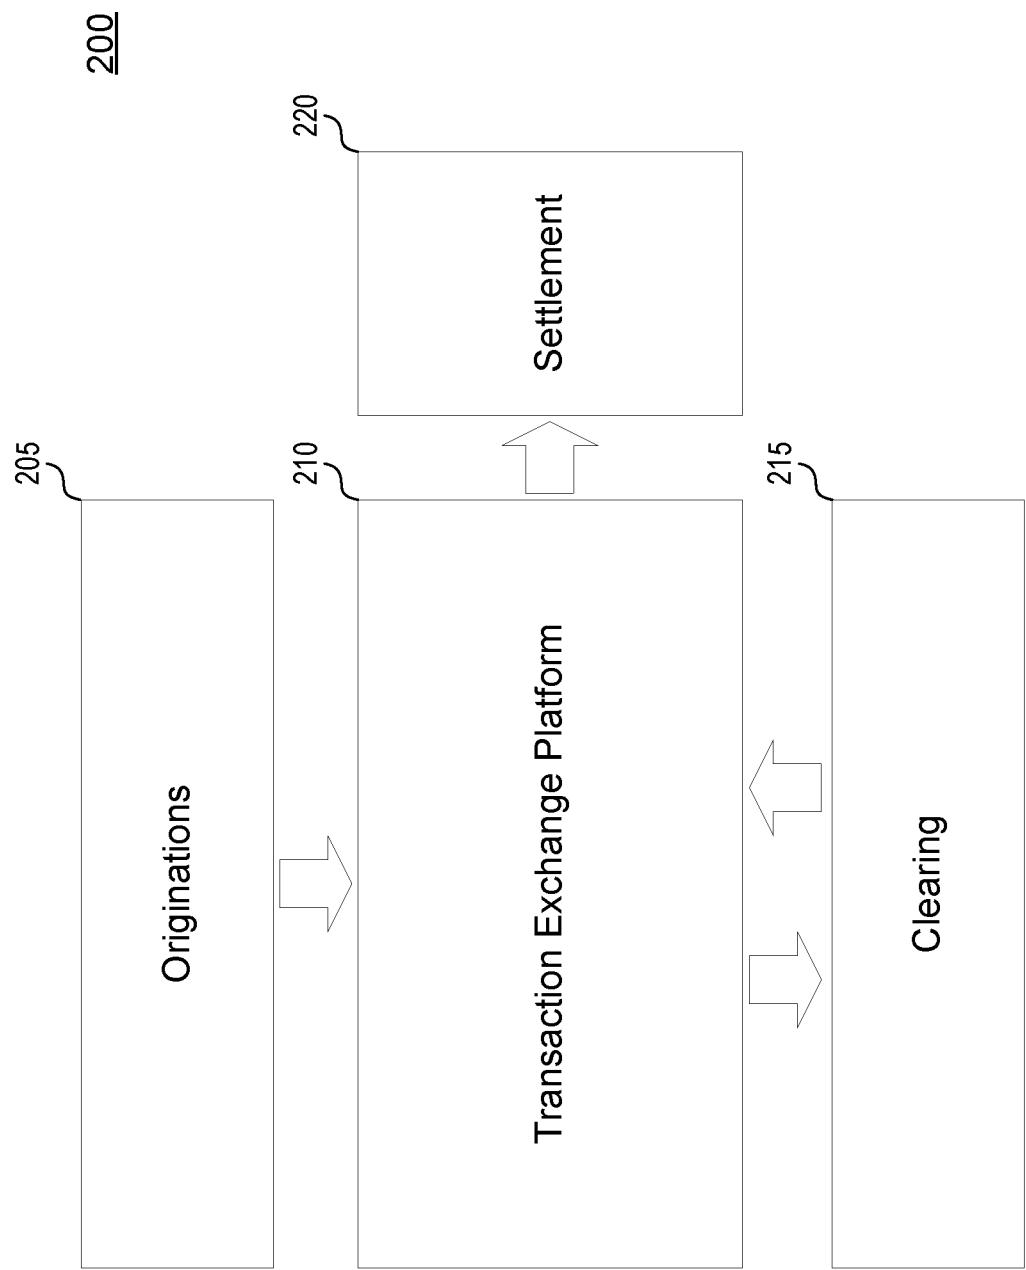 200
205
Originations
210
Transaction Exchange Platform
220
Settlement
215
Clearing